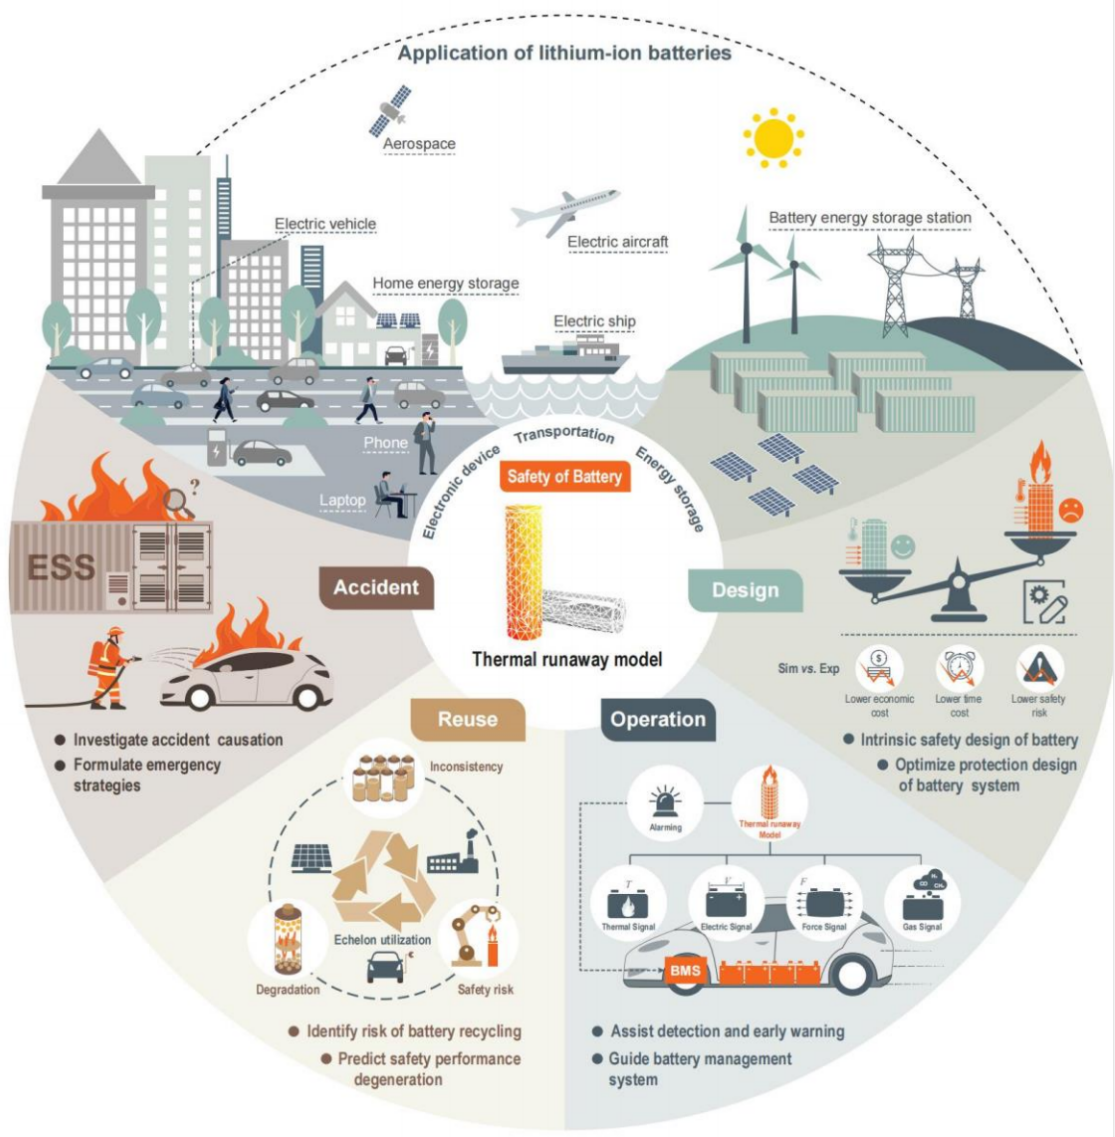 Application of lithium-ion batteries
Aerospace
Electric vehicle
Electric aircraft
Battery energy storage station
Home energy storage
Electric ship
Phone
Laptop
Electronic device
Transportation
Energy storage
Safety of Battery
Thermal runaway model
?
ESS
Accident
Investigate accident causation
Formulate emergency
strategies
Design
Sim vs. Exp
$
Lower economic
cost
Lower time
cost
Lower safety
risk
Intrinsic safety design of battery
Optimize protection design
of battery system
Reuse
Inconsistency
Echelon utilization
Degradation
Safety risk
Identify risk of battery recycling
Predict safety performance
degeneration
Operation
Alarming
Thermal runaway
Model
T
Thermal Signal
V
- +
Electric Signal
F
Force Signal
H₂
CO
CH₄
Gas Signal
BMS
Assist detection and early warning
Guide battery management
system